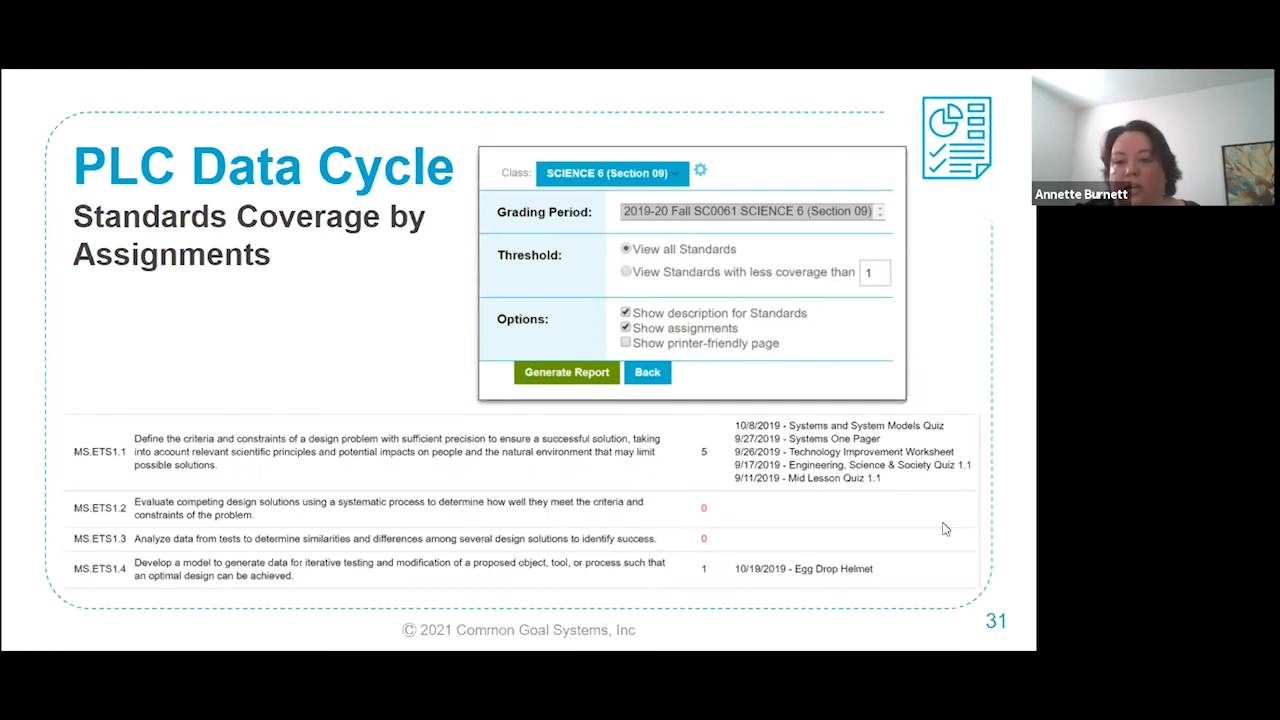 PLC Data Cycle
Standards Coverage by
Assignments
Class: SCIENCE 6 (Section 09)
Grading Period: 2019-20 Fall SC0061 SCIENCE 6 (Section 09)
Threshold: View all Standards
View Standards with less coverage than 1
Options: Show description for Standards
Show assignments
Show printer-friendly page
Generate Report Back
Annette Burnett
MS.ETS1.1
Define the criteria and constraints of a design problem with sufficient precision to ensure a successful solution, taking
into account relevant scientific principles and potential impacts on people and the natural environment that may limit
possible solutions.
5
10/8/2019 - Systems and System Models Quiz
9/27/2019 - Systems One Pager
9/26/2019 - Technology Improvement Worksheet
9/17/2019 - Engineering, Science & Society Quiz 1.1
9/11/2019 - Mid Lesson Quiz 1.1
MS.ETS1.2
Evaluate competing design solutions using a systematic process to determine how well they meet the criteria and
constraints of the problem.
0
MS.ETS1.3 Analyze data from tests to determine similarities and differences among several design solutions to identify success. 0
MS.ETS1.4
Develop a model to generate data for iterative testing and modification of a proposed object, tool, or process such that
an optimal design can be achieved.
1
10/19/2019 - Egg Drop Helmet
© 2021 Common Goal Systems, Inc
31